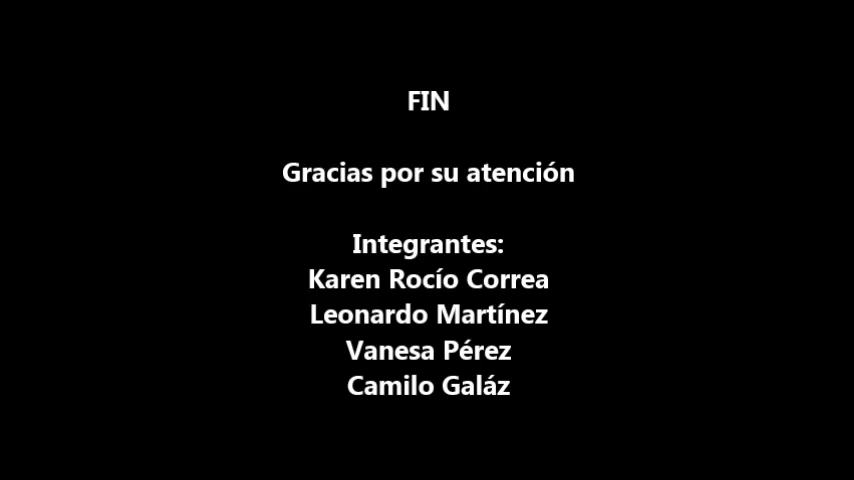 FIN
Gracias por su atención
Integrantes:
Karen Rocío Correa
Leonardo Martínez
Vanesa Pérez
Camilo Galáz